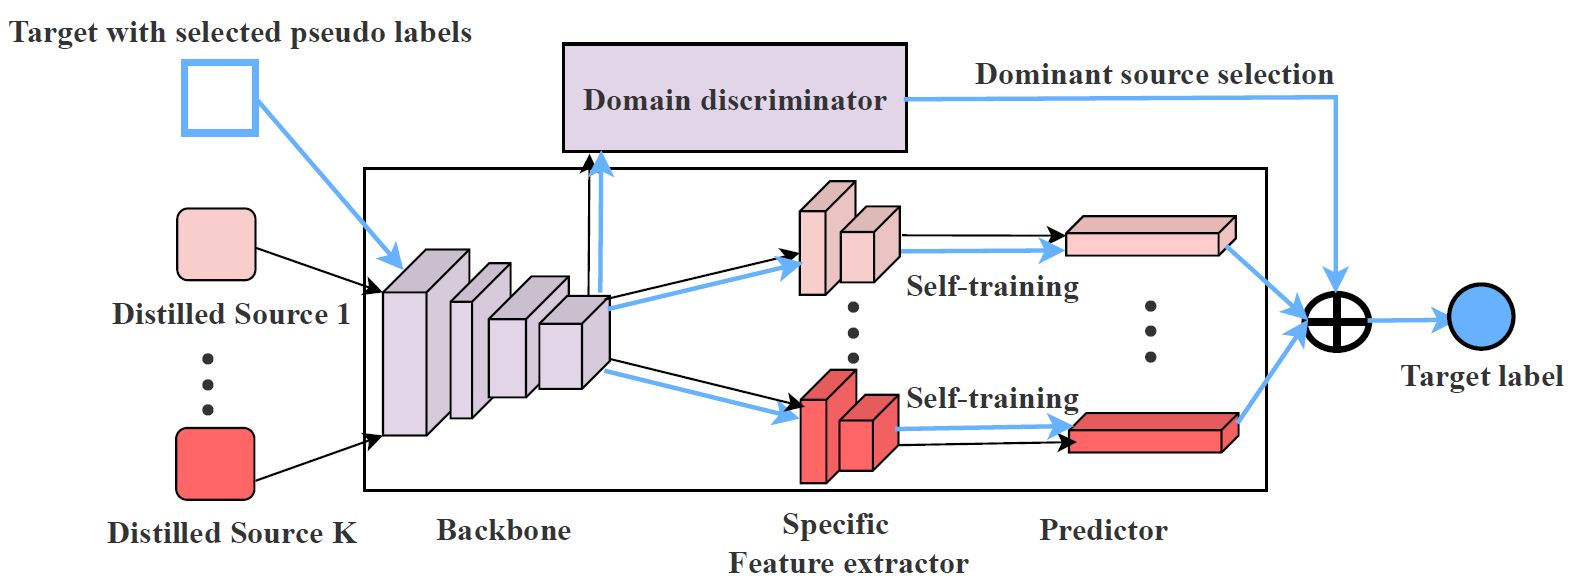 Target with selected pseudo labels
Domain discriminator
Dominant source selection
Distilled Source 1
Self-training
Self-training
Target label
Distilled Source K
Backbone
Specific
Feature extractor
Predictor